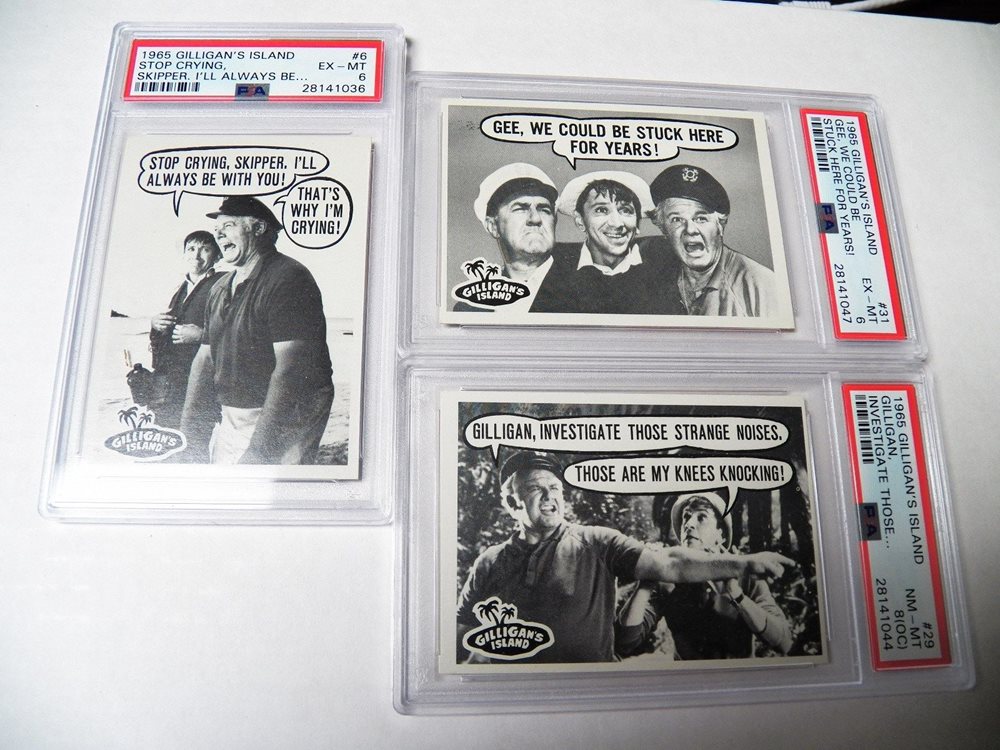 1965 GILLIGAN'S ISLAND #6
STOP CRYING, EX - MT
SKIPPER. I'LL ALWAYS BE... 6
PSA 28141036
STOP CRYING, SKIPPER. I'LL
ALWAYS BE WITH YOU!
THAT'S
WHY I'M
CRYING!
GILLIGAN'S
ISLAND
1965 GILLIGAN'S ISLAND #31
GEE, WE COULD BE EX - MT
STUCK HERE FOR YEARS! 6
PSA 28141047
GEE, WE COULD BE STUCK HERE
FOR YEARS!
GILLIGAN'S
ISLAND
1965 GILLIGAN'S ISLAND #29
GILLIGAN, NM - MT
INVESTIGATE THOSE... 8(OC)
PSA 28141044
GILLIGAN, INVESTIGATE THOSE STRANGE NOISES.
THOSE ARE MY KNEES KNOCKING!
GILLIGAN'S
ISLAND